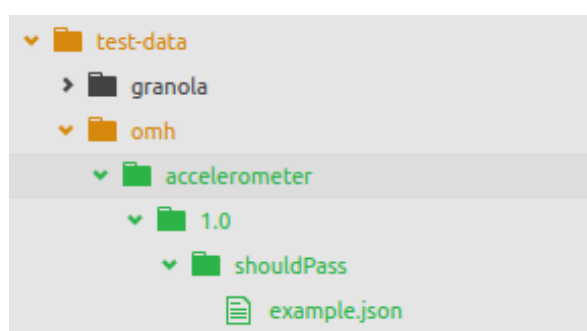 test-data
granola
omh
accelerometer
1.0
shouldPass
example.json